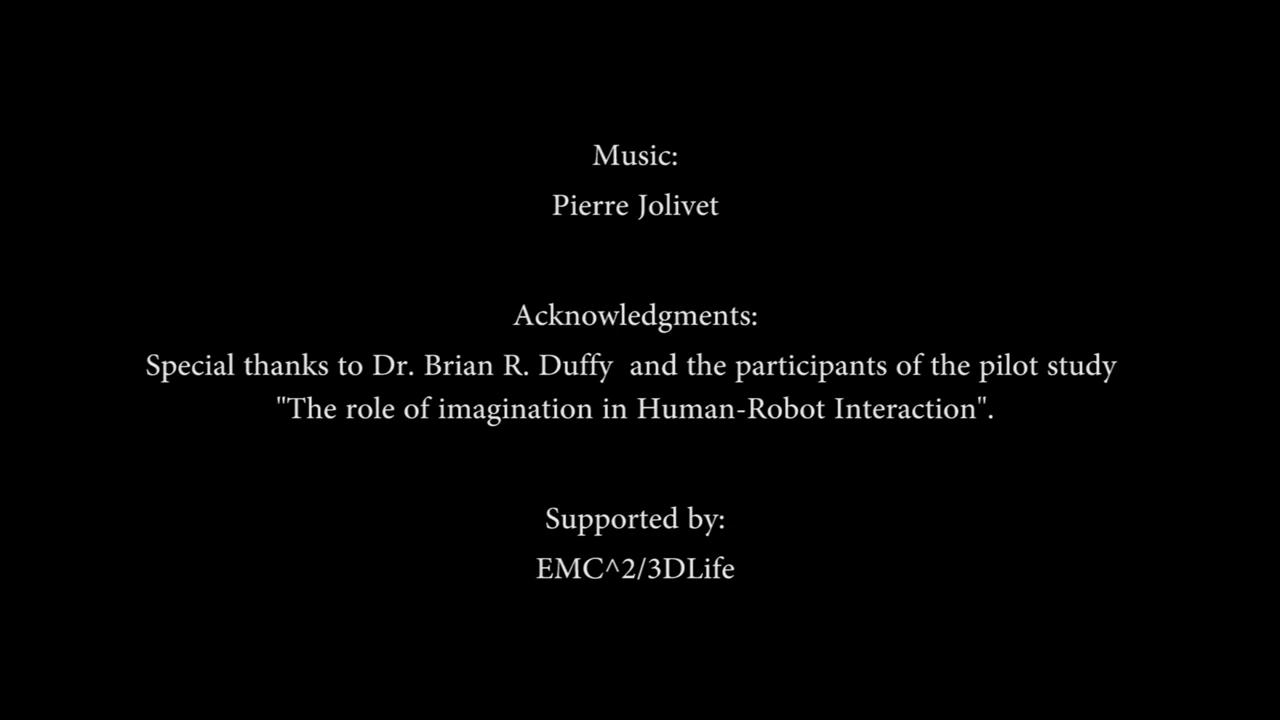 Music:
Pierre Jolivet
Acknowledgments:
Special thanks to Dr. Brian R. Duffy  and the participants of the pilot study
"The role of imagination in Human-Robot Interaction".
Supported by:
EMC^2/3DLife